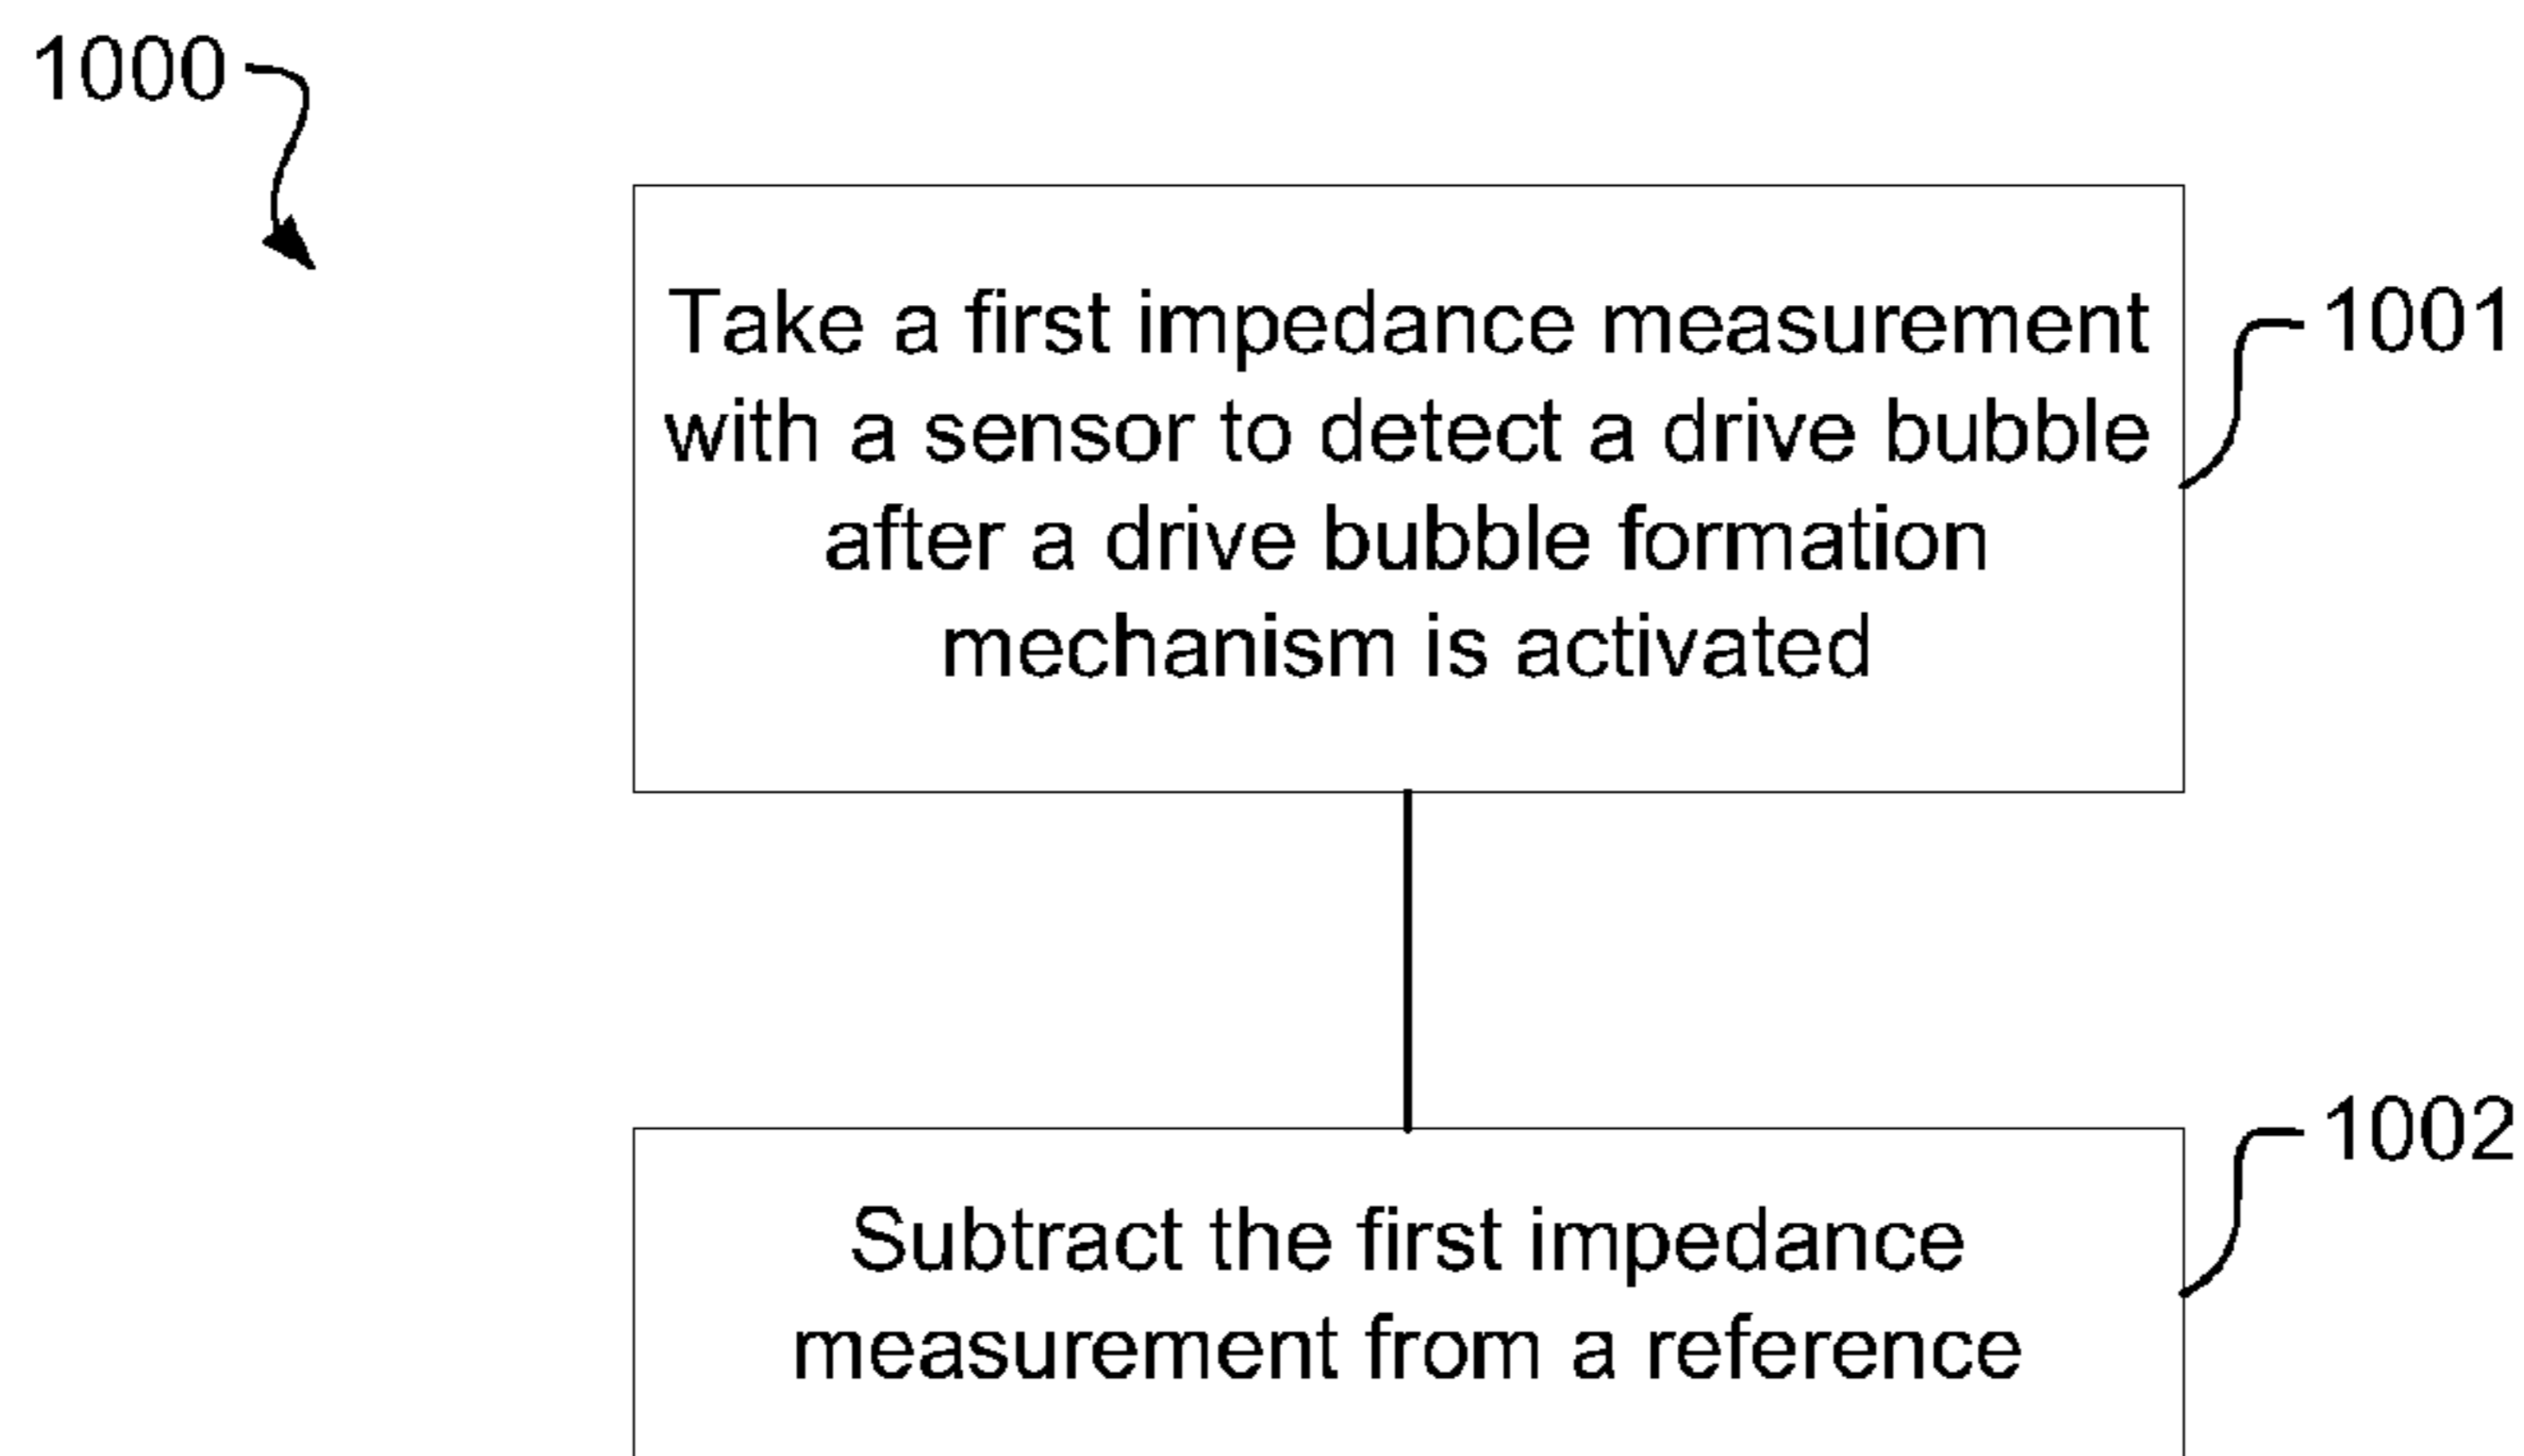 1000
Take a first impedance measurement
with a sensor to detect a drive bubble
after a drive bubble formation
mechanism is activated
1001
Subtract the first impedance
measurement from a reference
1002